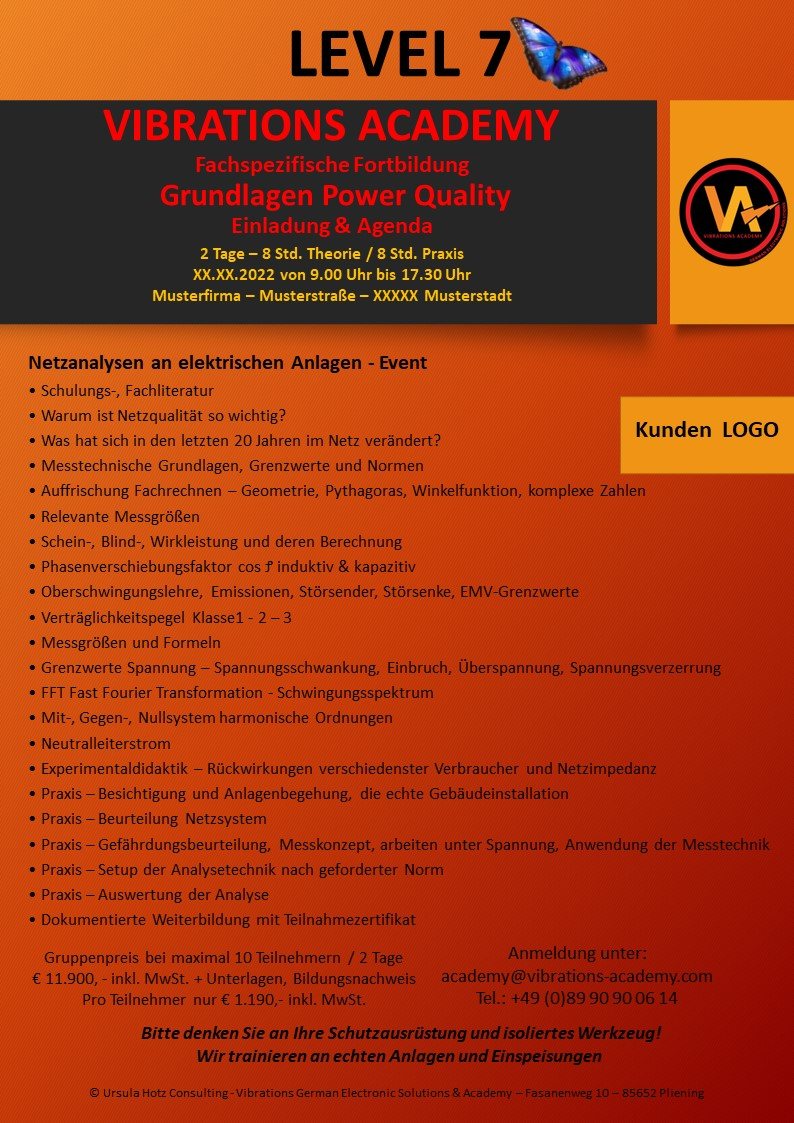 LEVEL 7
VIBRATIONS ACADEMY
Fachspezifische Fortbildung
Grundlagen Power Quality
Einladung & Agenda
2 Tage – 8 Std. Theorie / 8 Std. Praxis
XX.XX.2022 von 9.00 Uhr bis 17.30 Uhr
Musterfirma – Musterstraße – XXXXX Musterstadt
VA
VIBRATIONS ACADEMY
Netzanalysen an elektrischen Anlagen - Event
• Schulungs-, Fachliteratur
• Warum ist Netzqualität so wichtig?
Kunden LOGO
• Was hat sich in den letzten 20 Jahren im Netz verändert?
• Messtechnische Grundlagen, Grenzwerte und Normen
• Auffrischung Fachrechnen – Geometrie, Pythagoras, Winkelfunktion, komplexe Zahlen
• Relevante Messgrößen
• Schein-, Blind-, Wirkleistung und deren Berechnung
• Phasenverschiebungsfaktor cos induktiv & kapazitiv
• Oberschwingungslehre, Emissionen, Störsender, Störsenke, EMV-Grenzwerte
• Verträglichkeitspegel Klasse1 - 2 – 3
• Messgrößen und Formeln
• Grenzwerte Spannung – Spannungsschwankung, Einbruch, Überspannung, Spannungsverzerrung
• FFT Fast Fourier Transformation - Schwingungsspektrum
• Mit-, Gegen-, Nullsystem harmonische Ordnungen
• Neutralleiterstrom
• Experimentaldidaktik – Rückwirkungen verschiedenster Verbraucher und Netzimpedanz
• Praxis – Besichtigung und Anlagenbegehung, die echte Gebäudeinstallation
• Praxis – Beurteilung Netzsystem
• Praxis – Gefährdungsbeurteilung, Messkonzept, arbeiten unter Spannung, Anwendung der Messtechnik
• Praxis – Setup der Analysetechnik nach geforderter Norm
• Praxis – Auswertung der Analyse
• Dokumentierte Weiterbildung mit Teilnahmezertifikat
Gruppenpreis bei maximal 10 Teilnehmern / 2 Tage
€ 11.900, - inkl. MwSt. + Unterlagen, Bildungsnachweis
Pro Teilnehmer nur € 1.190,- inkl. MwSt.
Anmeldung unter:
academy@vibrations-academy.com
Tel.: +49 (0)89 90 90 06 14
Bitte denken Sie an Ihre Schutzausrüstung und isoliertes Werkzeug!
Wir trainieren an echten Anlagen und Einspeisungen
© Ursula Hotz Consulting - Vibrations German Electronic Solutions & Academy – Fasanenweg 10 – 85652 Pliening